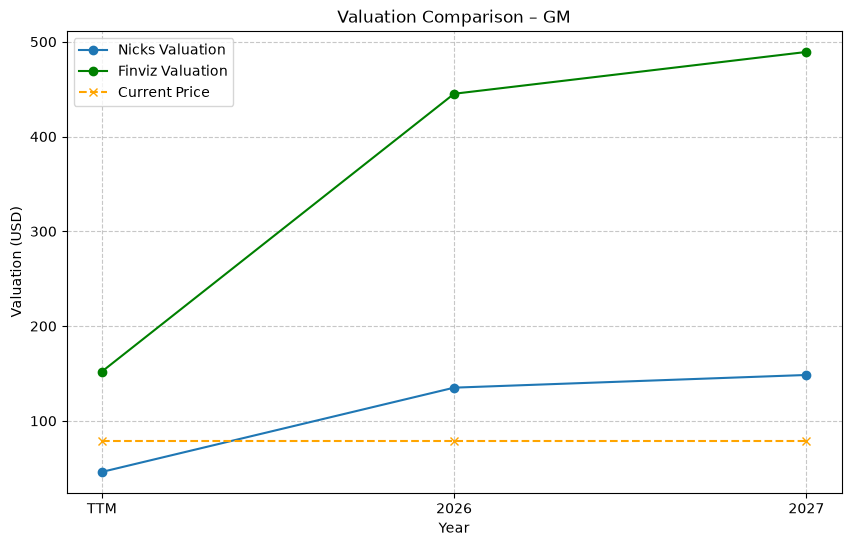 Valuation Comparison – GM
Nicks Valuation
Finviz Valuation
Current Price
Valuation (USD)
500
400
300
200
100
TTM
2026
2027
Year